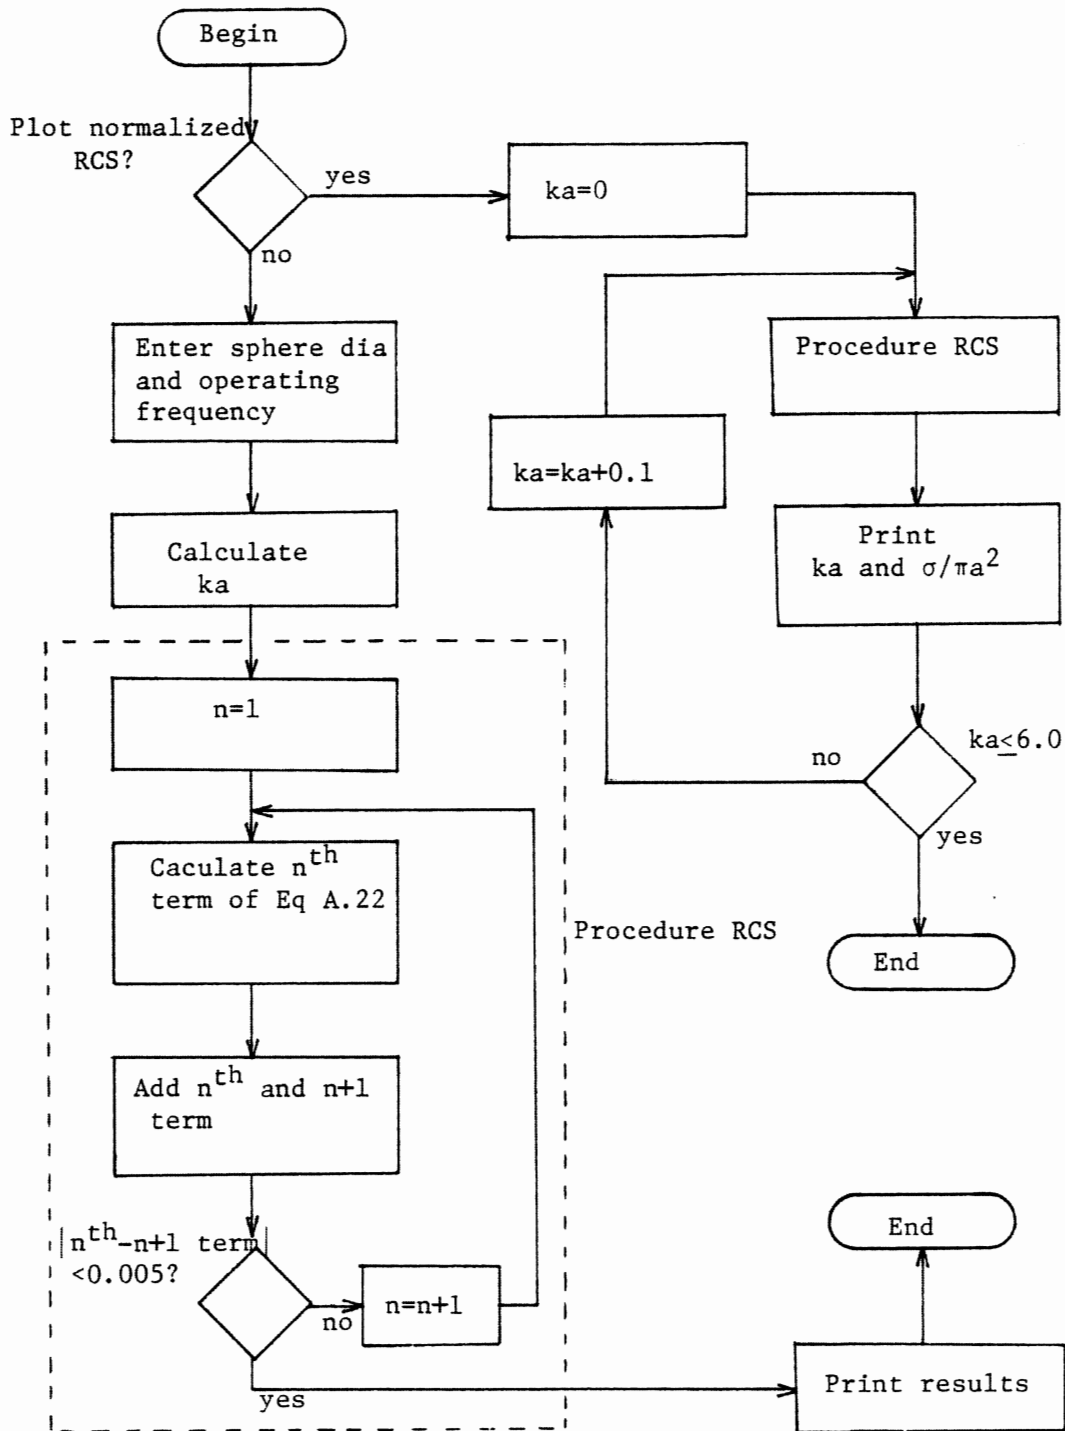 Begin
Plot normalized
RCS?
yes
no
ka=0
Enter sphere dia
and operating
frequency
Procedure RCS
ka=ka+0.1
Calculate
ka
Print
ka and σ/πa²
n=1
no
ka≤6.0
yes
Caculate nᵗʰ
term of Eq A.22
Procedure RCS
End
Add nᵗʰ and n+1
term
|nᵗʰ-n+1 term|
<0.005?
no
n=n+1
yes
End
Print results